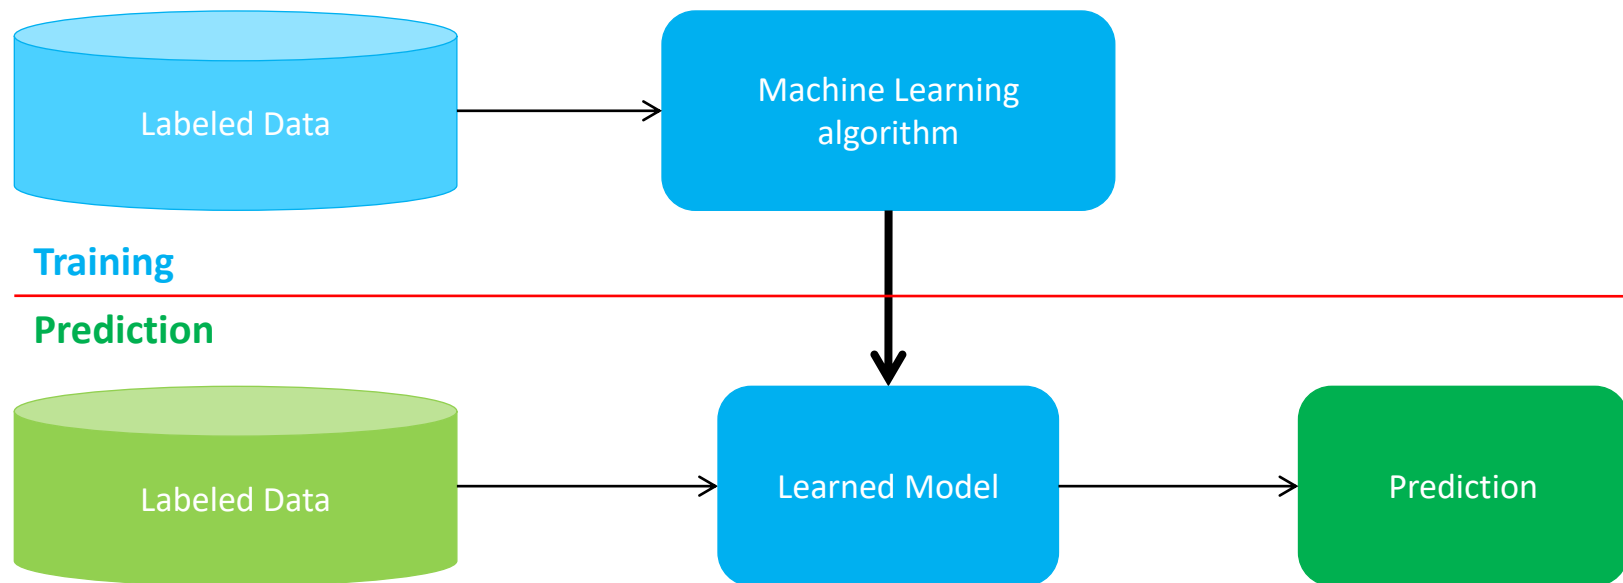 Labeled Data
Machine Learning
algorithm
Training
Prediction
Labeled Data
Learned Model
Prediction